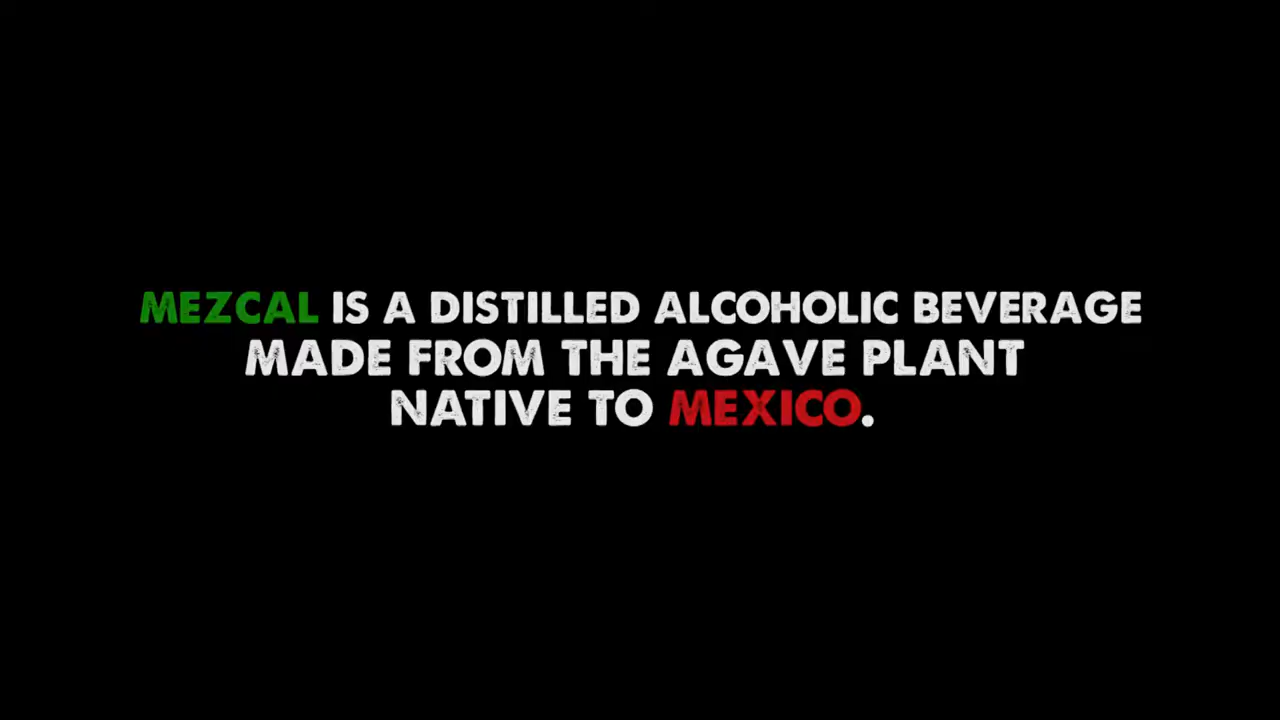 MEZCAL IS A DISTILLED ALCOHOLIC BEVERAGE
MADE FROM THE AGAVE PLANT
NATIVE TO MEXICO.